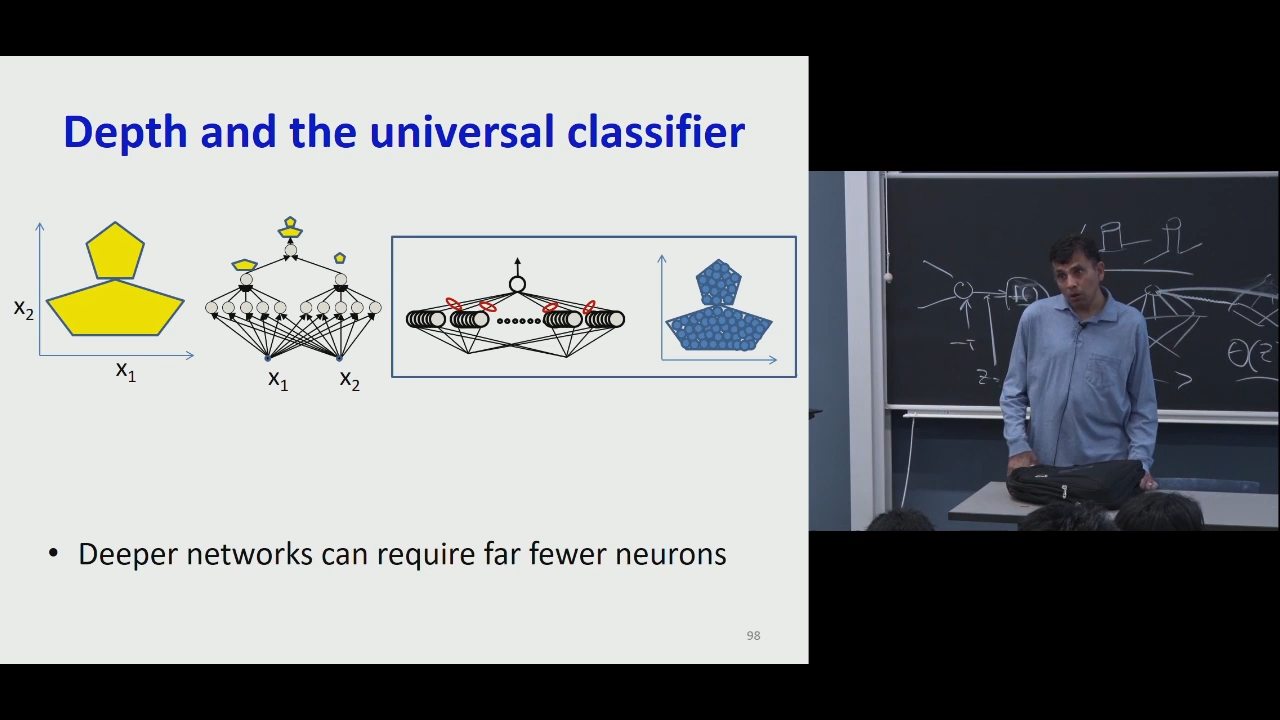 Depth and the universal classifier
x2
x1
x1
x2
• Deeper networks can require far fewer neurons
98